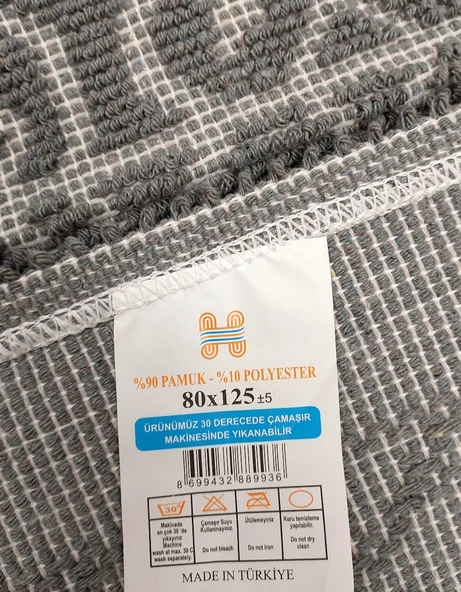 %90 PAMUK - %10 POLYESTER
80x125 ±5
ÜRÜNÜMÜZ 30 DERECEDE ÇAMAŞIR
MAKİNESİNDE YIKANABİLİR
8 699432 889936
30°
Makinada
en çok 30 'da
yıkayınız
Machine
wash at max. 30 C
wash separately.
Çamaşır Suyu
Kullanmayınız.
Do not bleach
Ütülemeyiniz
Do not iron
Kuru temizleme
yapılabilir.
Do not dry
clean
MADE IN TÜRKİYE